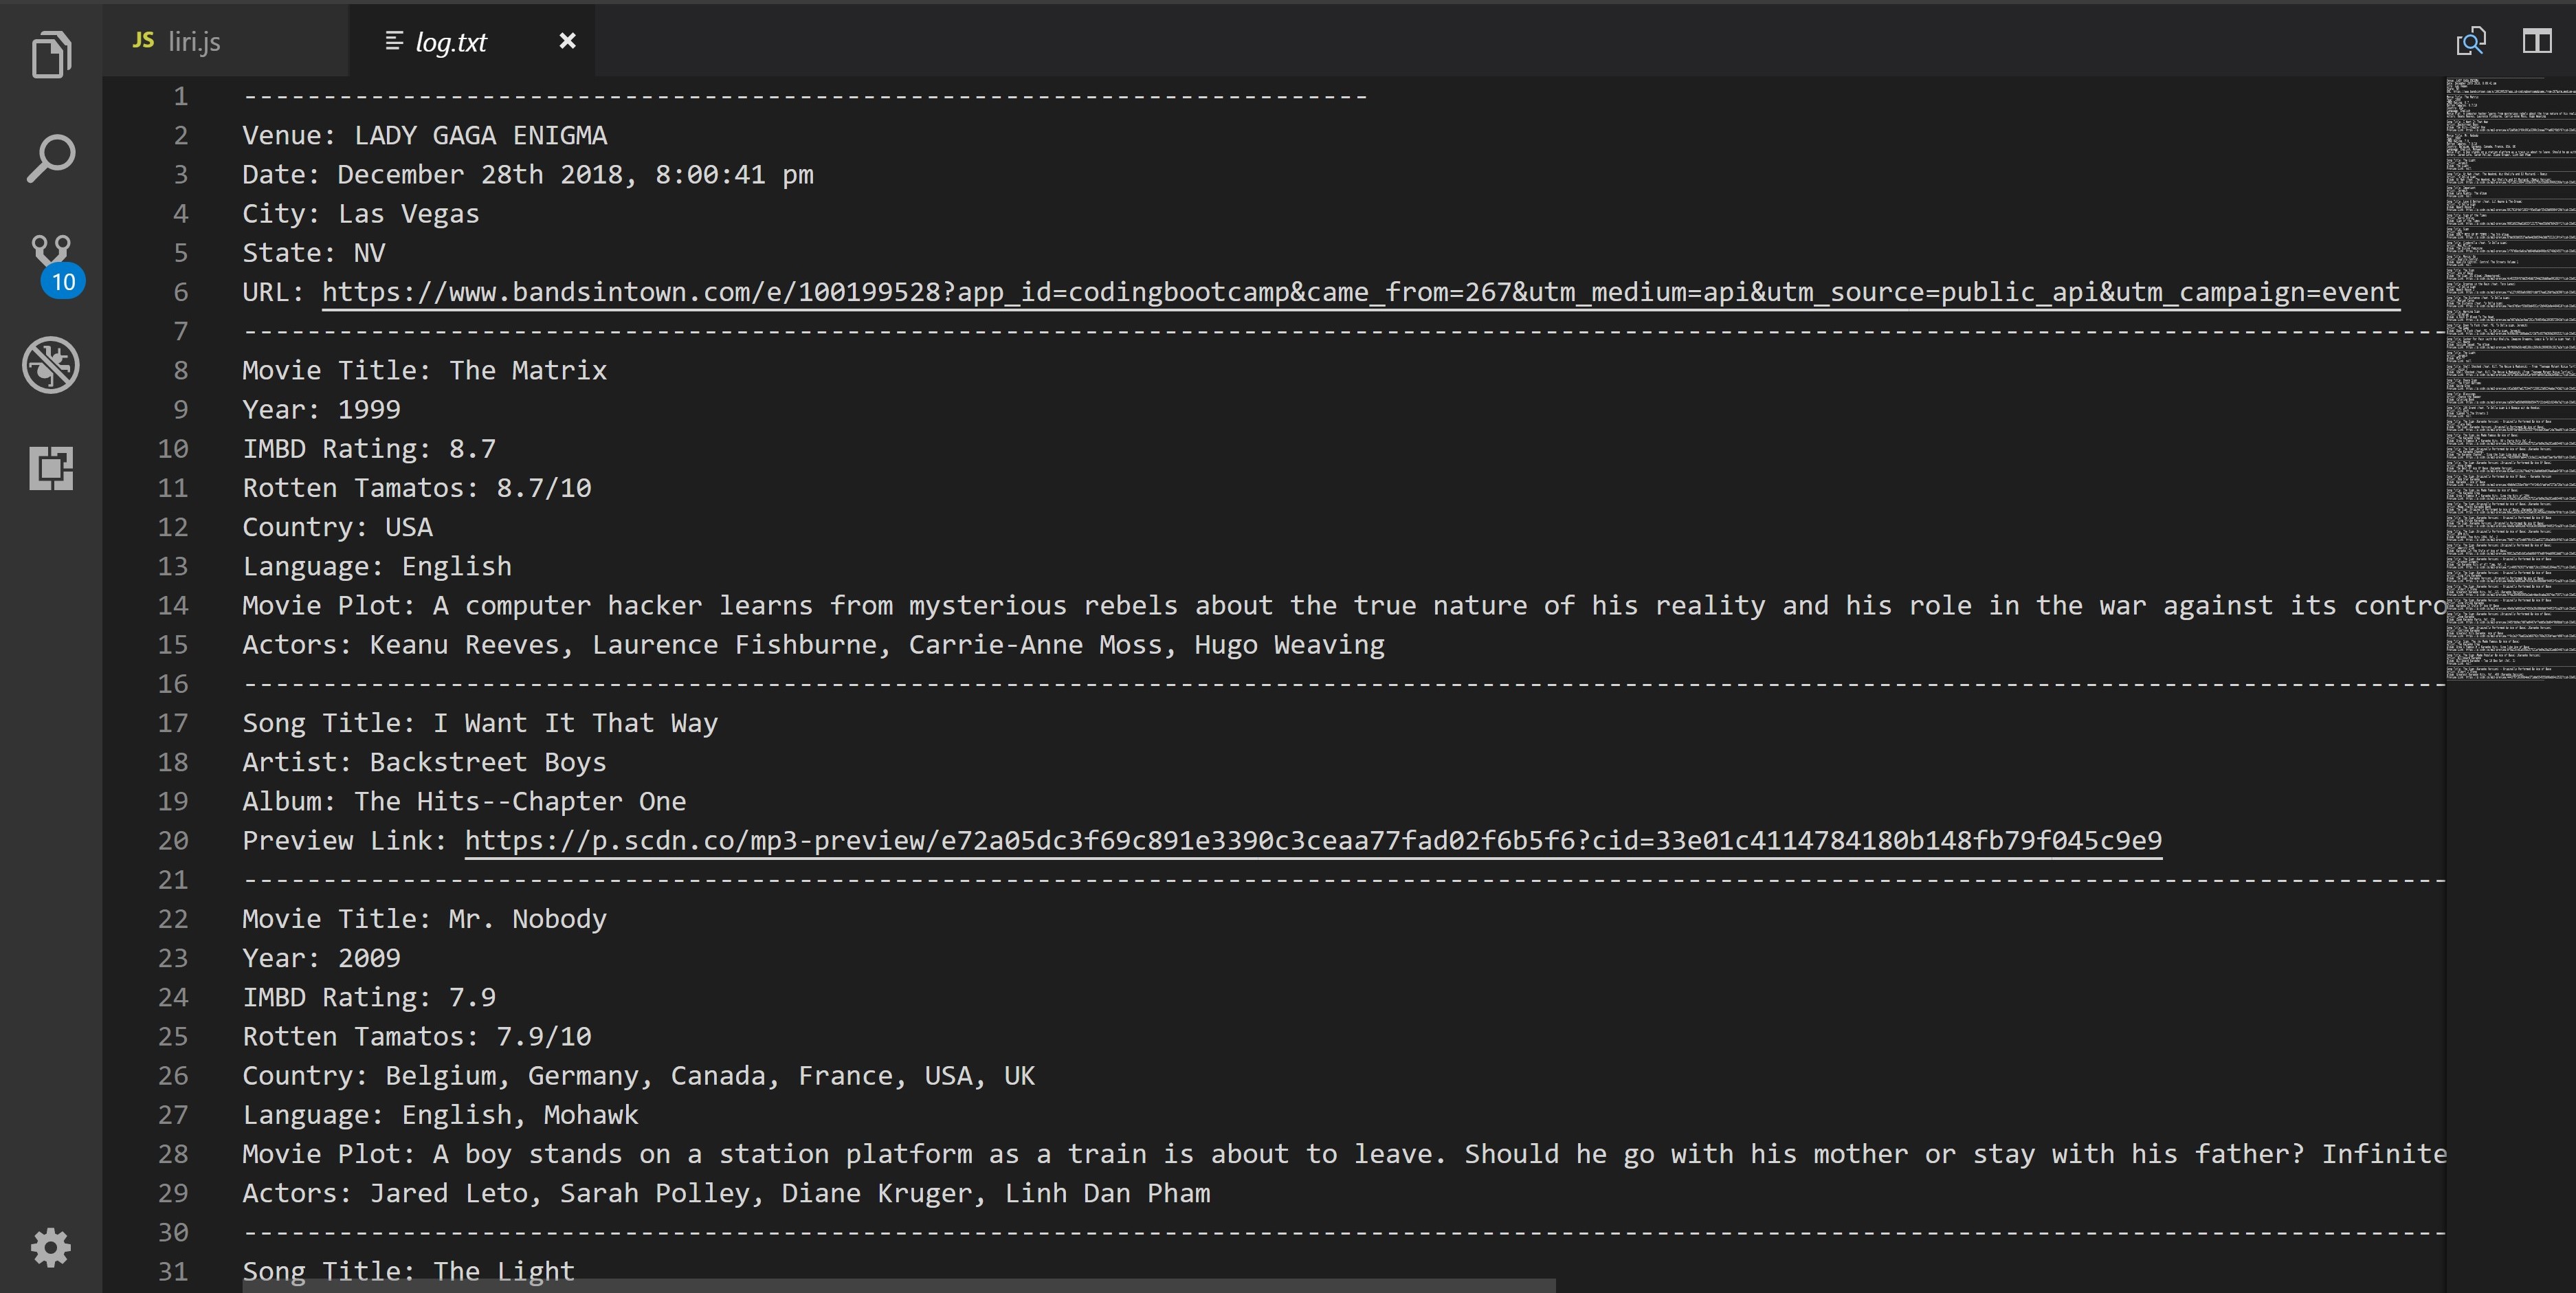 JS liri.js
log.txt
10
1 -----------------------------------------------------------------------
2 Venue: LADY GAGA ENIGMA
3 Date: December 28th 2018, 8:00:41 pm
4 City: Las Vegas
5 State: NV
6 URL: https://www.bandsintown.com/e/100199528?app_id=codingbootcamp&came_from=267&utm_medium=api&utm_source=public_api&utm_campaign=event
7 -------------------------------------------------------------------------------------------------------------------------------------------
8 Movie Title: The Matrix
9 Year: 1999
10 IMBD Rating: 8.7
11 Rotten Tamatos: 8.7/10
12 Country: USA
13 Language: English
14 Movie Plot: A computer hacker learns from mysterious rebels about the true nature of his reality and his role in the war against its contro
15 Actors: Keanu Reeves, Laurence Fishburne, Carrie-Anne Moss, Hugo Weaving
16 -------------------------------------------------------------------------------------------------------------------------------------------
17 Song Title: I Want It That Way
18 Artist: Backstreet Boys
19 Album: The Hits--Chapter One
20 Preview Link: https://p.scdn.co/mp3-preview/e72a05dc3f69c891e3390c3ceaa77fad02f6b5f6?cid=33e01c4114784180b148fb79f045c9e9
21 -------------------------------------------------------------------------------------------------------------------------------------------
22 Movie Title: Mr. Nobody
23 Year: 2009
24 IMBD Rating: 7.9
25 Rotten Tamatos: 7.9/10
26 Country: Belgium, Germany, Canada, France, USA, UK
27 Language: English, Mohawk
28 Movie Plot: A boy stands on a station platform as a train is about to leave. Should he go with his mother or stay with his father? Infinite
29 Actors: Jared Leto, Sarah Polley, Diane Kruger, Linh Dan Pham
30 -------------------------------------------------------------------------------------------------------------------------------------------
31 Song Title: The Light